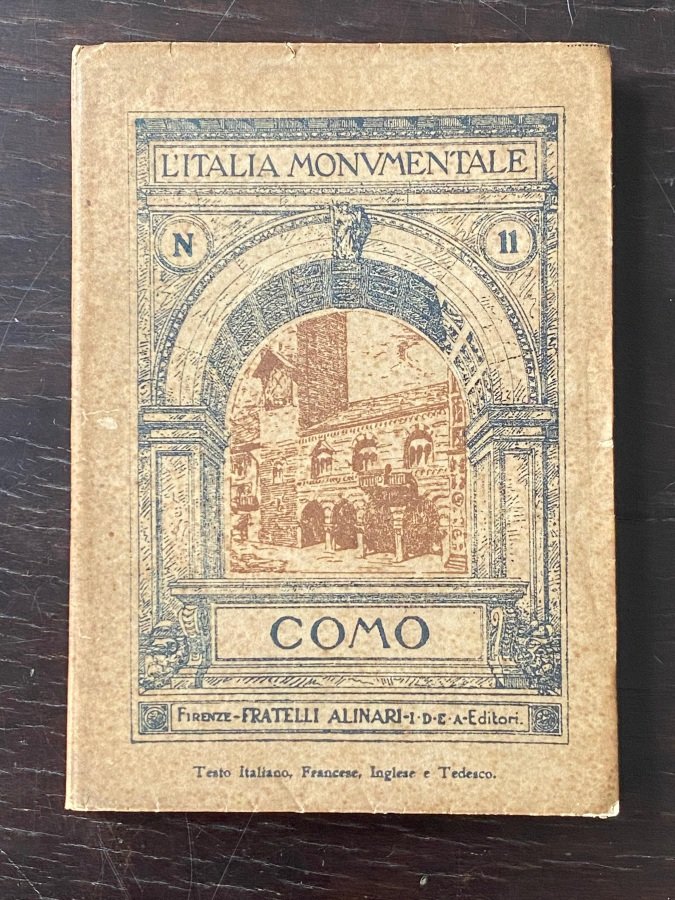 L'ITALIA MONVMENTALE
N 11
COMO
FIRENZE-FRATELLI ALINARI-I·D·E·A-Editori.
Testo Italiano, Francese, Inglese e Tedesco.